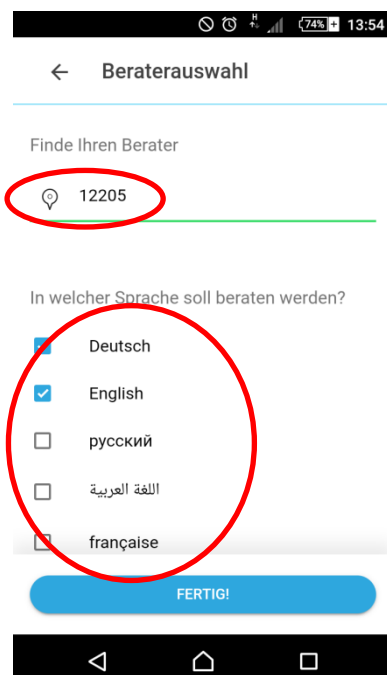 H
74% 13:54
Beraterauswahl
Finde Ihren Berater
12205
In welcher Sprache soll beraten werden?
Deutsch
English
русский
اللغة العربية
française
FERTIG!